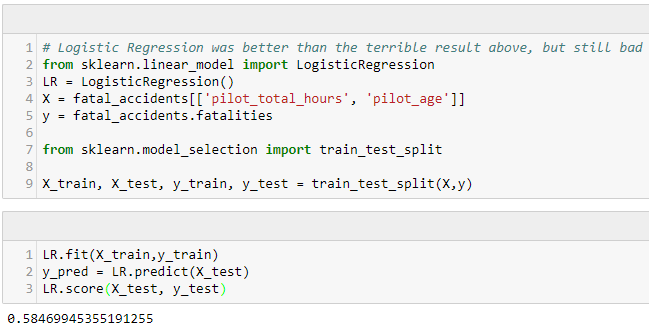 1 # Logistic Regression was better than the terrible result above, but still bad
2 from sklearn.linear_model import LogisticRegression
3 LR = LogisticRegression()
4 X = fatal_accidents[['pilot_total_hours', 'pilot_age']]
5 y = fatal_accidents.fatalities
6
7 from sklearn.model_selection import train_test_split
8
9 X_train, X_test, y_train, y_test = train_test_split(X,y)
1 LR.fit(X_train,y_train)
2 y_pred = LR.predict(X_test)
3 LR.score(X_test, y_test)
0.58469945355191255